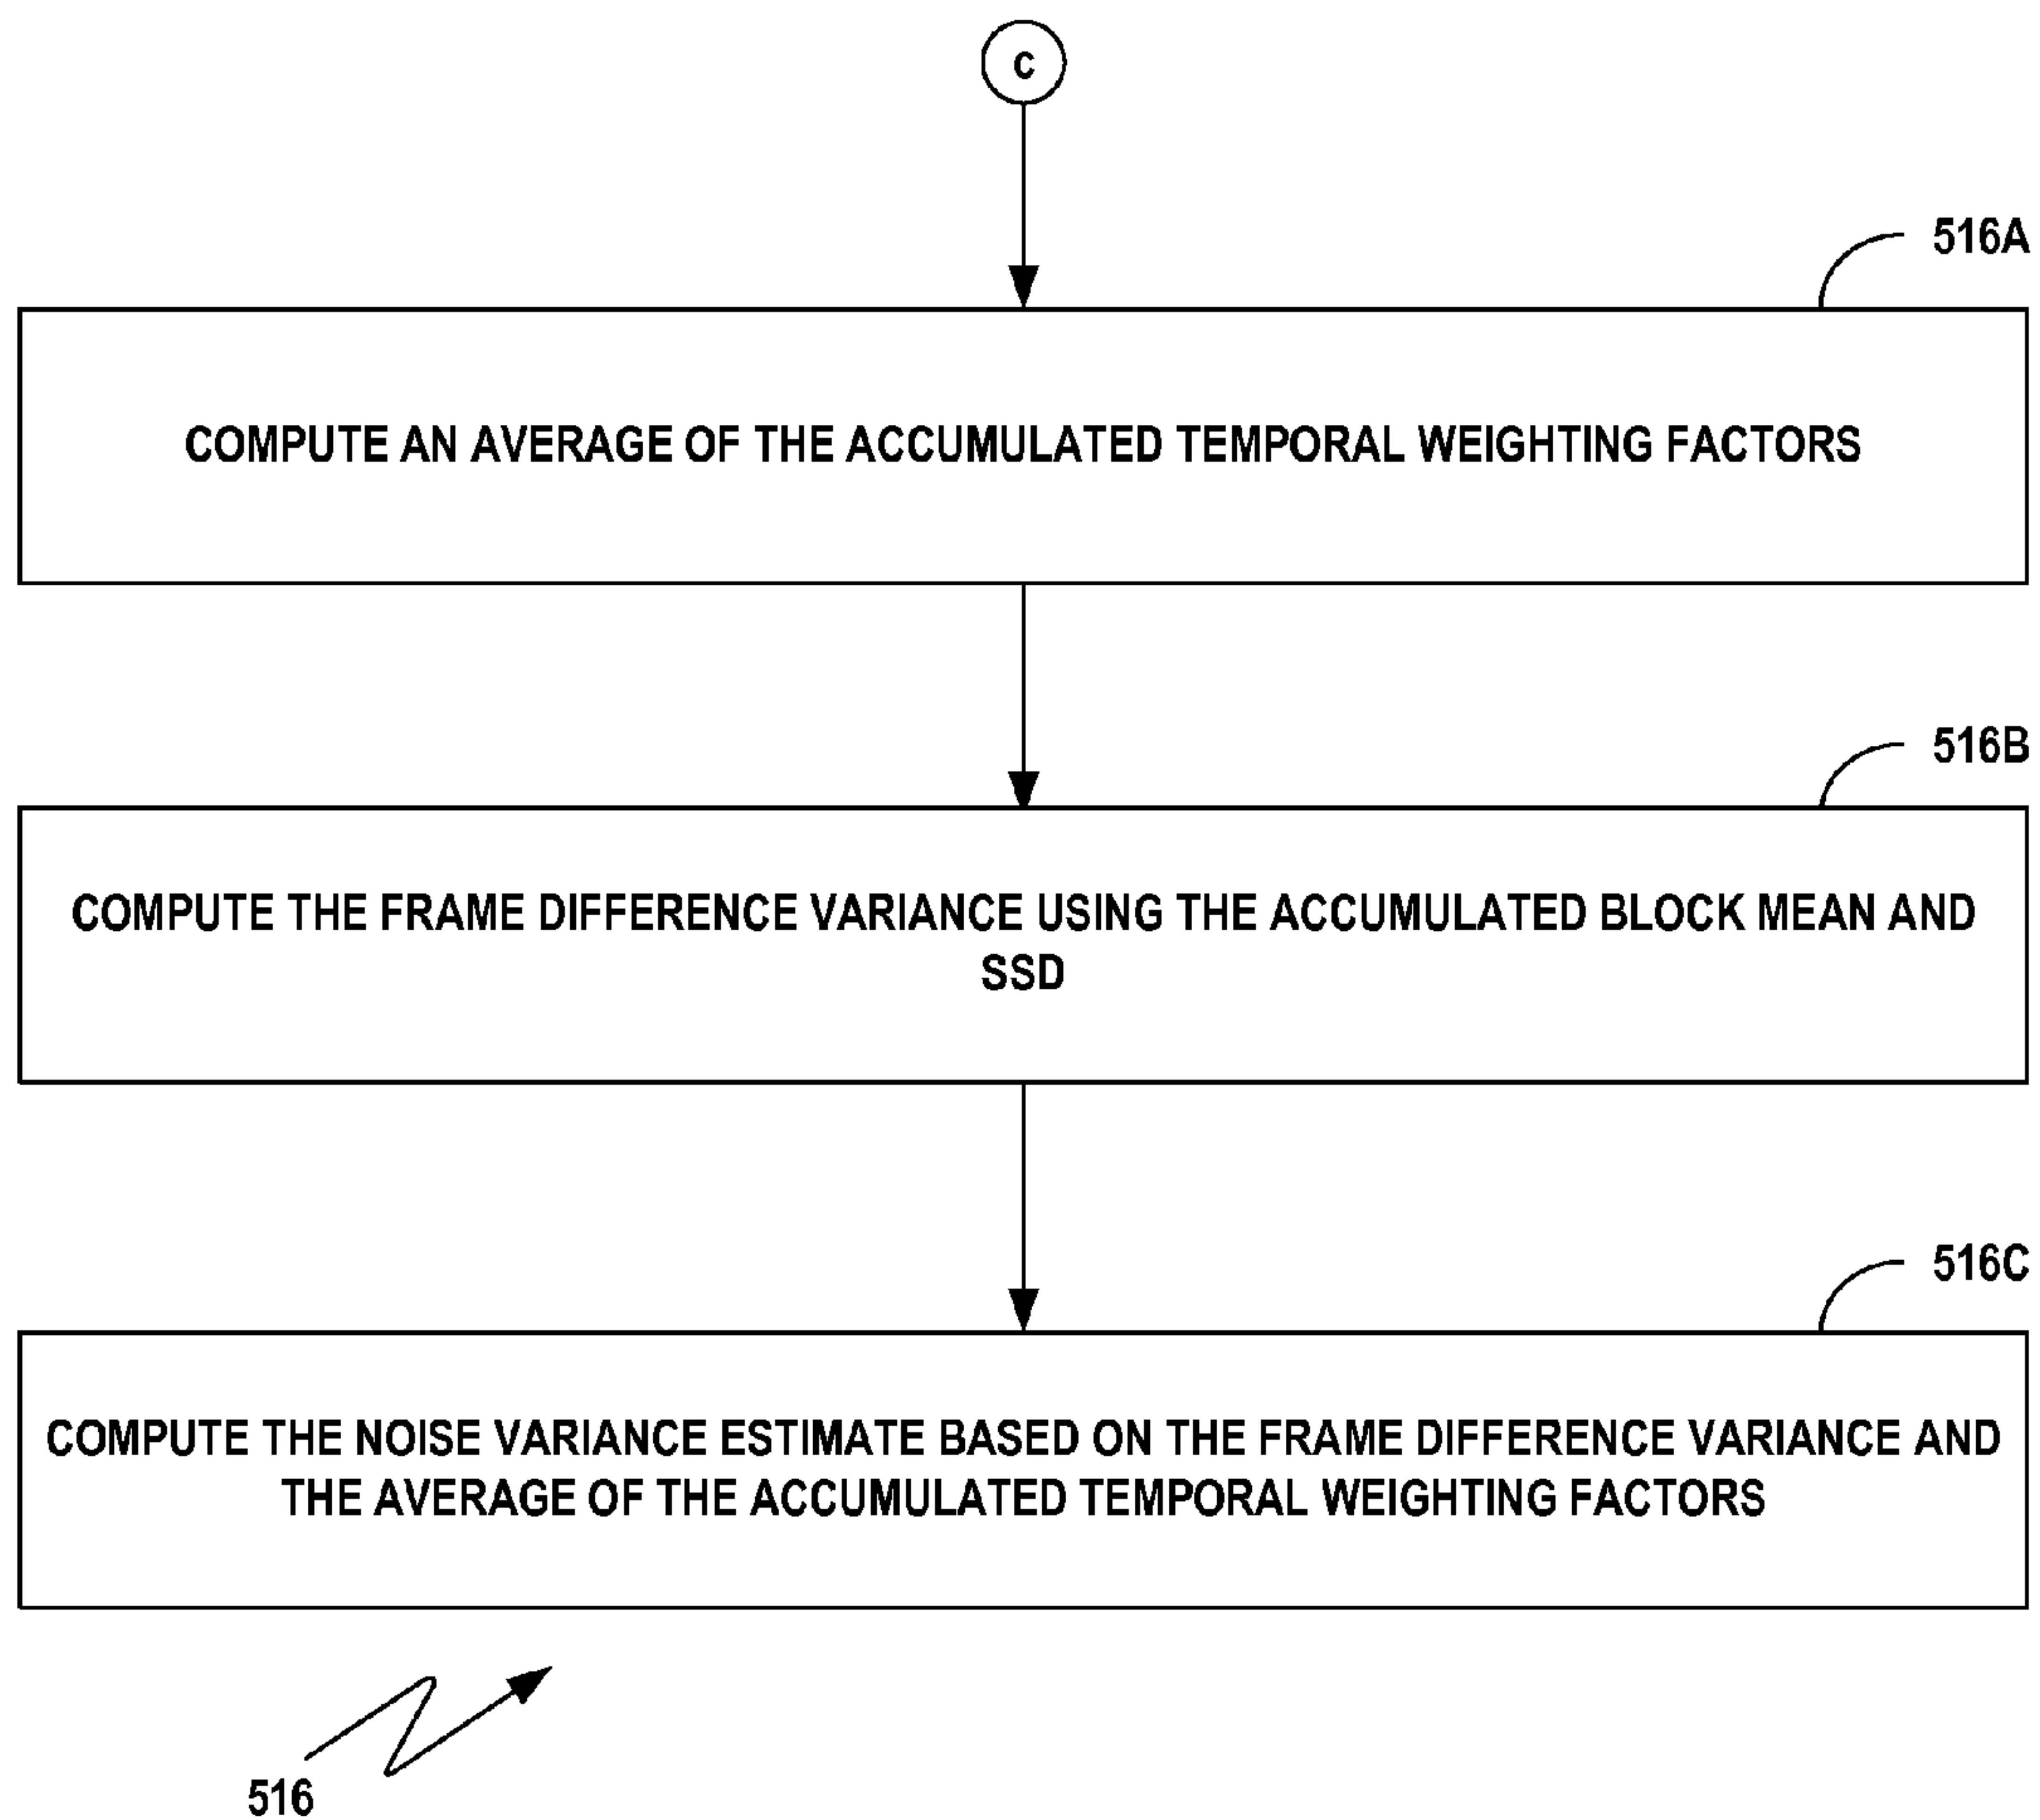 C
516A
COMPUTE AN AVERAGE OF THE ACCUMULATED TEMPORAL WEIGHTING FACTORS
516B
COMPUTE THE FRAME DIFFERENCE VARIANCE USING THE ACCUMULATED BLOCK MEAN AND
SSD
516C
COMPUTE THE NOISE VARIANCE ESTIMATE BASED ON THE FRAME DIFFERENCE VARIANCE AND
THE AVERAGE OF THE ACCUMULATED TEMPORAL WEIGHTING FACTORS
516